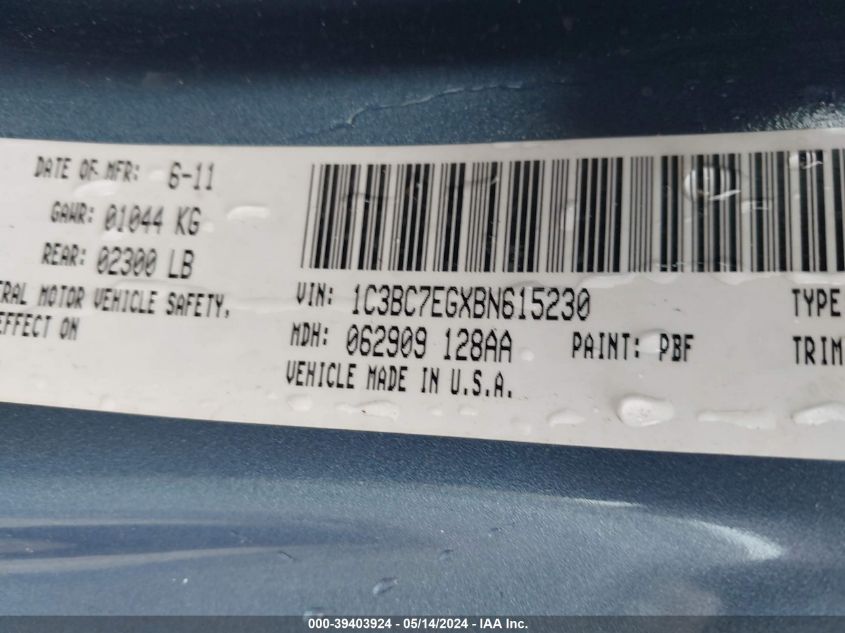 DATE OF MFR: 6-11
GAWR: 01044 KG
REAR: 02300 LB
ERAL MOTOR VEHICLE SAFETY,
EFFECT ON
VIN: 1C3BC7EGXBN615230
TYPE
MDH: 062909 128AA PAINT: PBF
TRIM
VEHICLE MADE IN U.S.A.
000-39403924 - 05/14/2024 - IAA Inc.